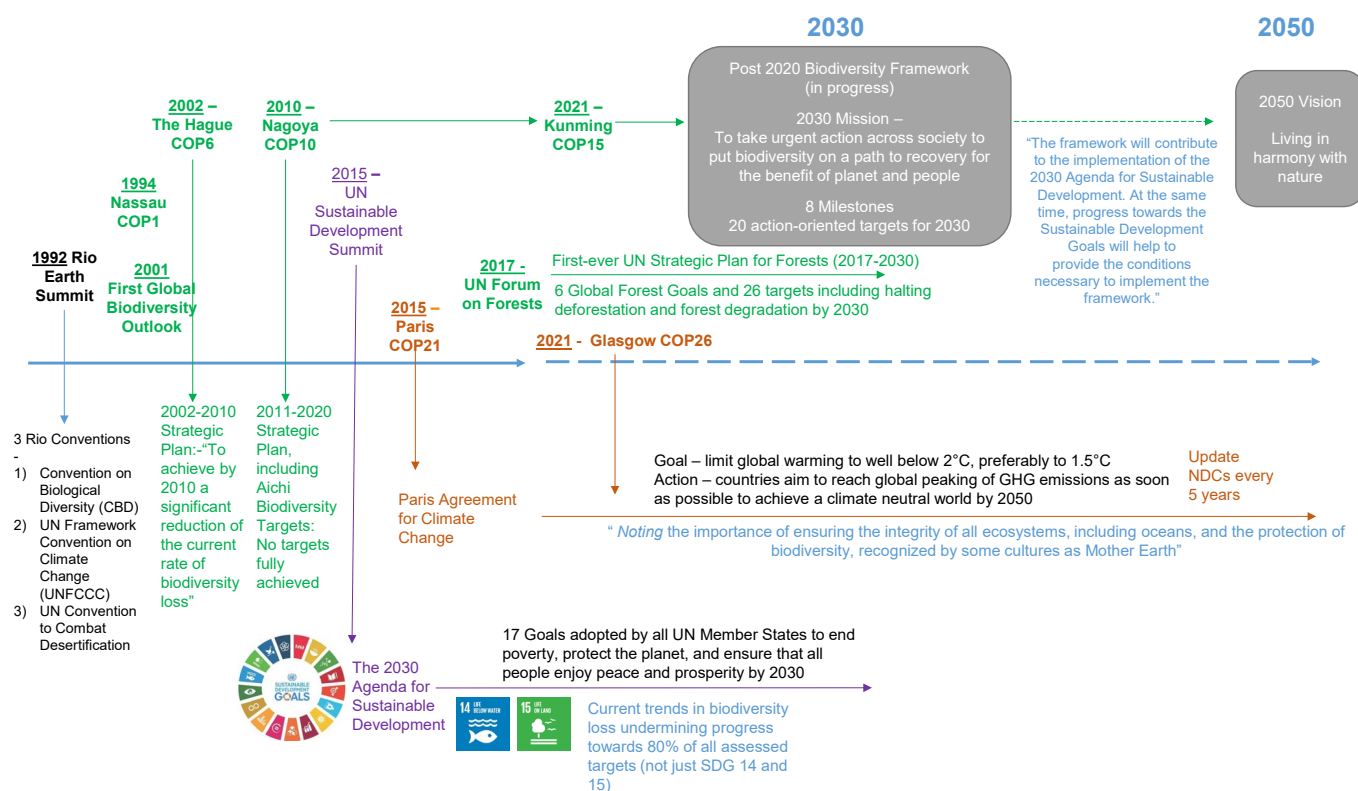 2030
2050
Post 2020 Biodiversity Framework
(in progress)
2030 Mission –
To take urgent action across society to
put biodiversity on a path to recovery for
the benefit of planet and people
8 Milestones
20 action-oriented targets for 2030
2050 Vision
Living in
harmony with
nature
2002 –
The Hague
COP6
2010 –
Nagoya
COP10
2021 –
Kunming
COP15
“The framework will contribute
to the implementation of the
2030 Agenda for Sustainable
Development. At the same
time, progress towards the
Sustainable Development
Goals will help to
provide the conditions
necessary to implement the
framework.”
1994
Nassau
COP1
2015 –
UN
Sustainable
Development
Summit
1992 Rio
Earth
Summit
2001
First Global
Biodiversity
Outlook
2017 -
UN Forum
on Forests
First-ever UN Strategic Plan for Forests (2017-2030)
6 Global Forest Goals and 26 targets including halting
deforestation and forest degradation by 2030
2015 –
Paris
COP21
2021 - Glasgow COP26
3 Rio Conventions
-
1) Convention on
Biological
Diversity (CBD)
2) UN Framework
Convention on
Climate
Change
(UNFCCC)
3) UN Convention
to Combat
Desertification
2002-2010
Strategic
Plan:-“To
achieve by
2010 a
significant
reduction of
the current
rate of
biodiversity
loss”
2011-2020
Strategic
Plan,
including
Aichi
Biodiversity
Targets:
No targets
fully
achieved
Paris Agreement
for Climate
Change
Goal – limit global warming to well below 2°C, preferably to 1.5°C
Action – countries aim to reach global peaking of GHG emissions as soon
as possible to achieve a climate neutral world by 2050
Update
NDCs every
5 years
“ Noting the importance of ensuring the integrity of all ecosystems, including oceans, and the protection of
biodiversity, recognized by some cultures as Mother Earth”
SUSTAINABLE
DEVELOPMENT
GOALS
The 2030
Agenda for
Sustainable
Development
17 Goals adopted by all UN Member States to end
poverty, protect the planet, and ensure that all
people enjoy peace and prosperity by 2030
14 LIFE
BELOW WATER
15 LIFE
ON LAND
Current trends in biodiversity
loss undermining progress
towards 80% of all assessed
targets (not just SDG 14 and
15)